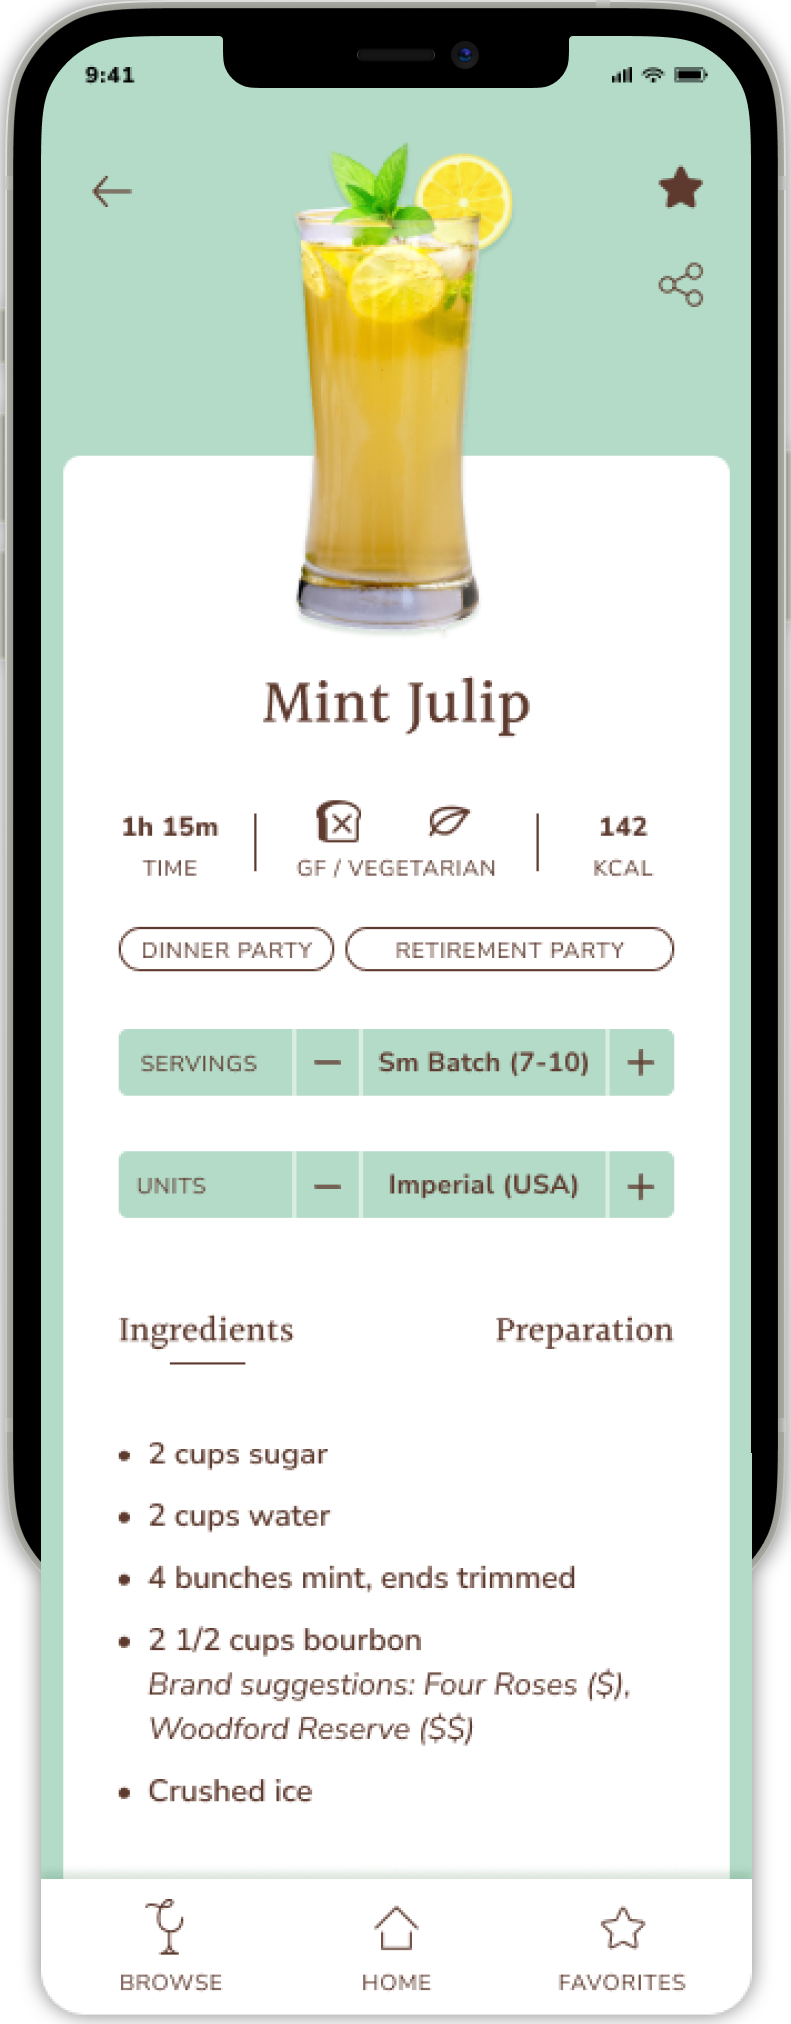 9:41
Mint Julip
1h 15m
TIME
GF / VEGETARIAN
142
KCAL
DINNER PARTY
RETIREMENT PARTY
SERVINGS
− Sm Batch (7-10) +
UNITS
− Imperial (USA) +
Ingredients
Preparation
• 2 cups sugar
• 2 cups water
• 4 bunches mint, ends trimmed
• 2 1/2 cups bourbon
Brand suggestions: Four Roses ($),
Woodford Reserve ($$)
• Crushed ice
BROWSE
HOME
FAVORITES